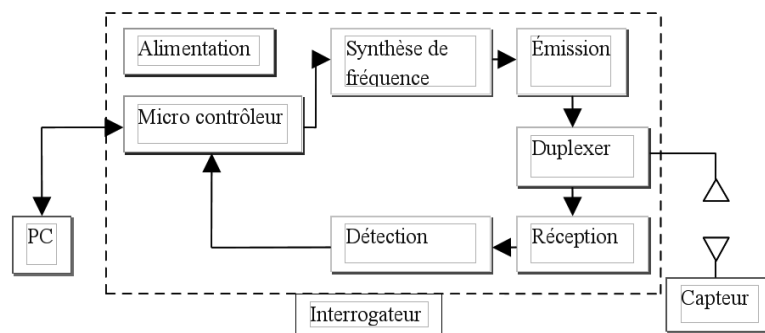 Alimentation
Synthèse de
fréquence
Émission
Micro contrôleur
Duplexer
PC
Détection
Réception
Capteur
Interrogateur